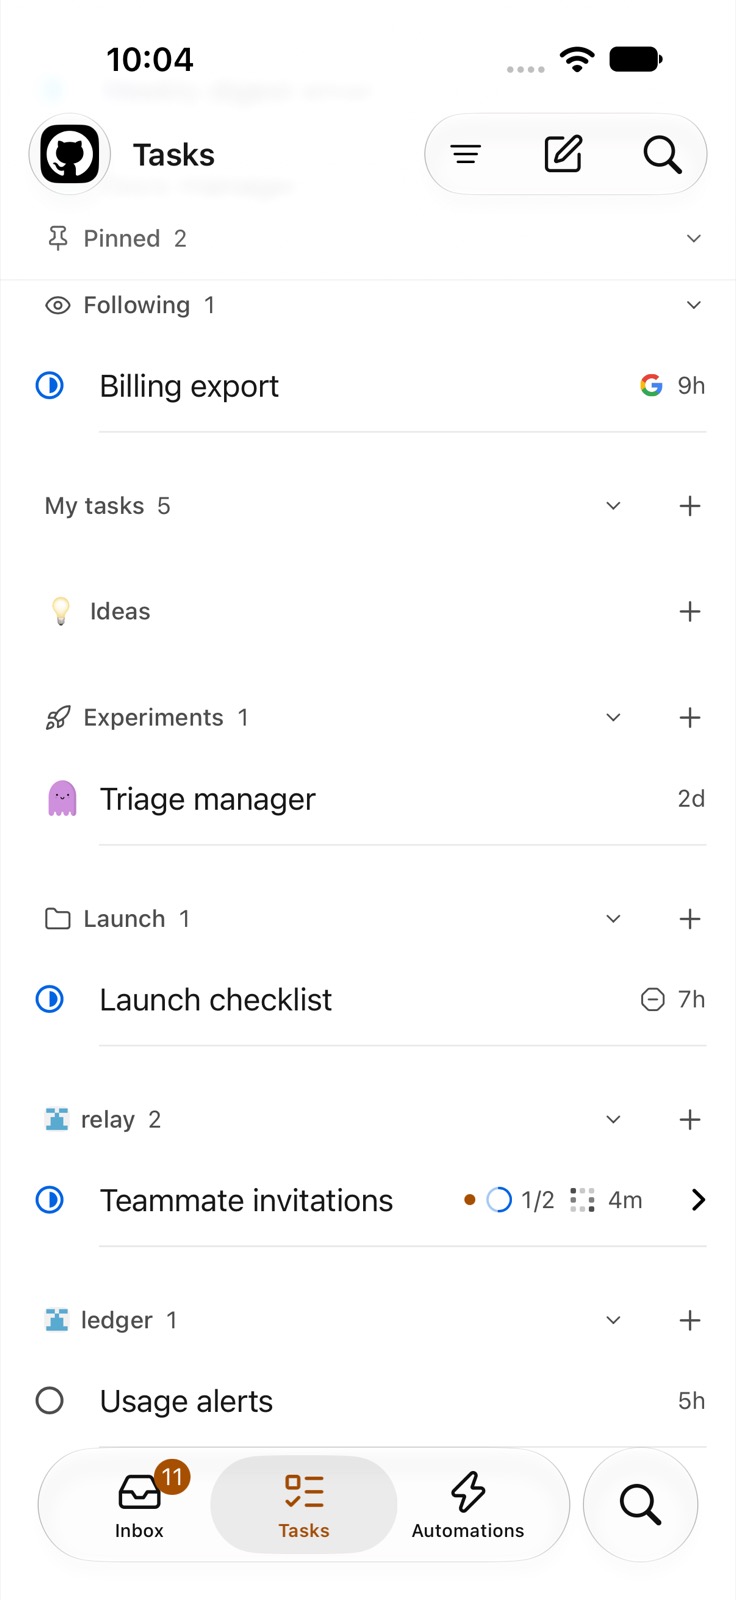 10:04
Tasks
Pinned 2
Following 1
Billing export 9h
My tasks 5
Ideas
Experiments 1
Triage manager 2d
Launch 1
Launch checklist 7h
relay 2
Teammate invitations 1/2 4m
ledger 1
Usage alerts 5h
11
Inbox Tasks Automations